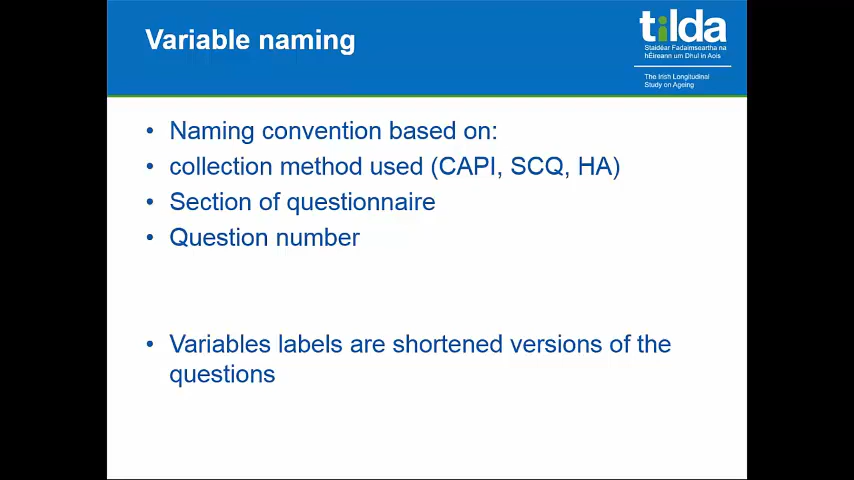 Variable naming
tilda
Staidéar Fadaimseartha na
hÉireann um Dhul in Aois
The Irish Longitudinal
Study on Ageing
• Naming convention based on:
• collection method used (CAPI, SCQ, HA)
• Section of questionnaire
• Question number
• Variables labels are shortened versions of the
questions